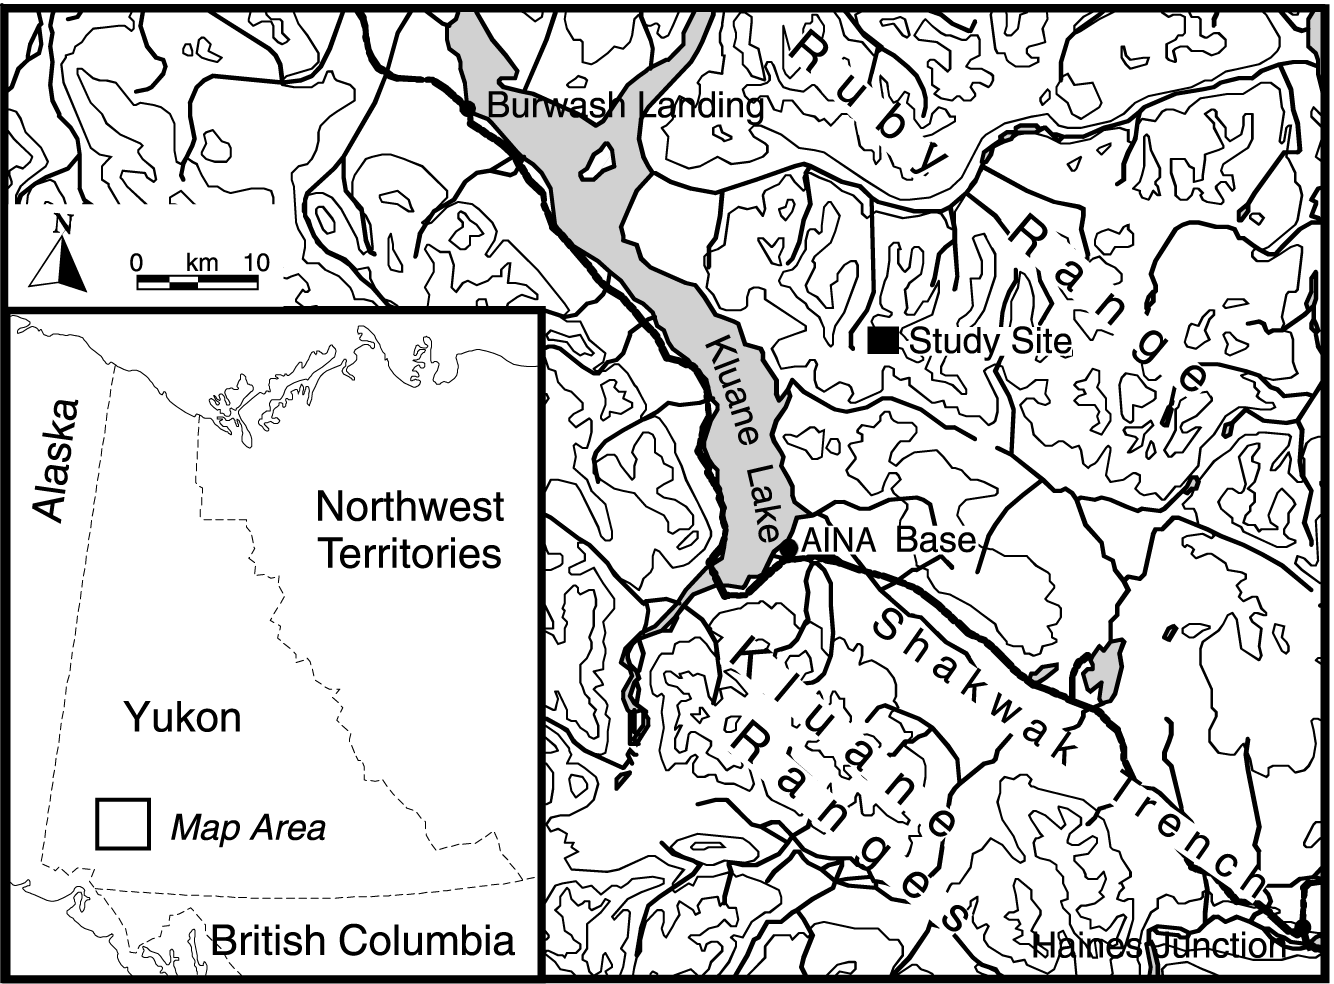 Ruby
Burwash Landing
N
0 km 10
Range
Study Site
Kluane Lake
Alaska
Northwest
Territories
AINA Base
Shakwak Trench
Kluane
Ranges
Yukon
Map Area
British Columbia
Haines Junction